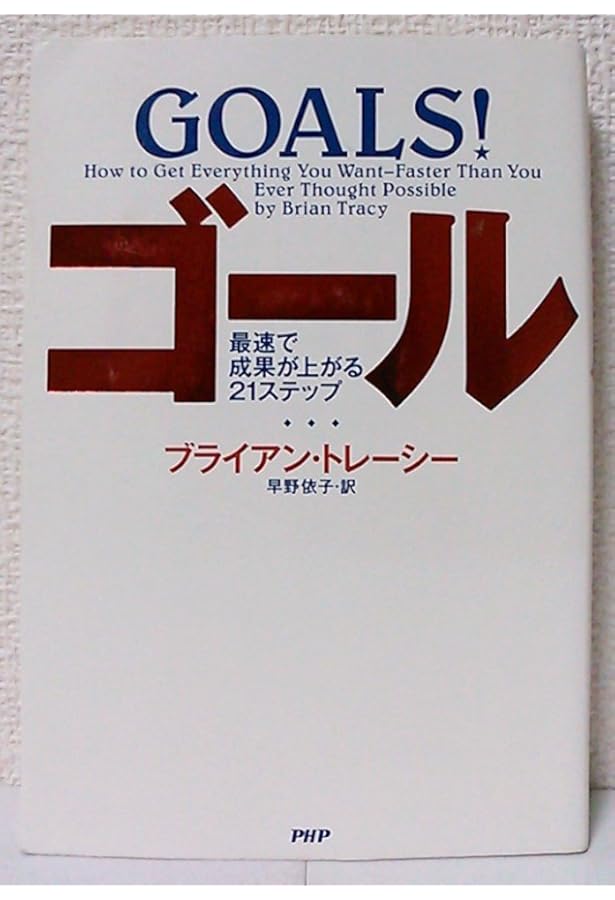 GOALS!
How to Get Everything You Want–Faster Than You
Ever Thought Possible
by Brian Tracy
ゴール
最速で
成果が上がる
21ステップ
ブライアン・トレーシー
早野依子・訳
PHP